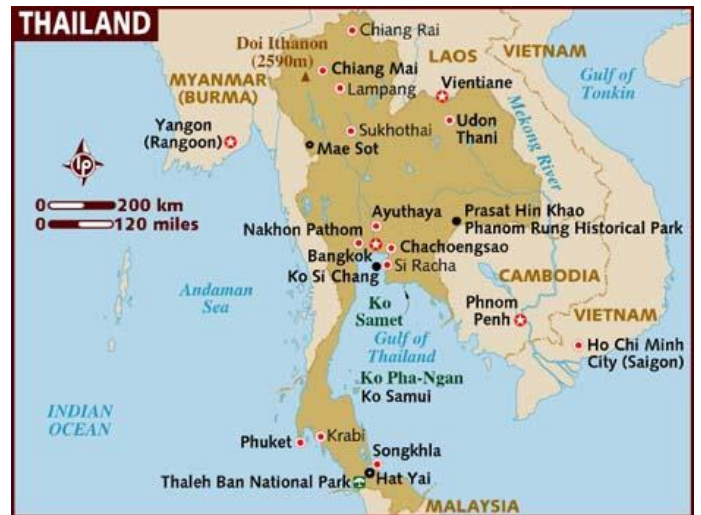 THAILAND
Chiang Rai
Doi Ithanon
(2590m)
LAOS
VIETNAM
Chiang Mai
MYANMAR
(BURMA)
Lampang
Vientiane
Gulf of
Tonkin
Yangon
(Rangoon)
Sukhothai
Udon
Thani
Mekong River
Mae Sot
lp
0 200 km
0 120 miles
Ayuthaya
Prasat Hin Khao
Phanom Rung Historical Park
Nakhon Pathom
Bangkok
Chachoengsao
Ko Si Chang
Si Racha
CAMBODIA
Andaman
Sea
Ko
Samet
Phnom
Penh
VIETNAM
Gulf of
Thailand
Ho Chi Minh
City (Saigon)
Ko Pha-Ngan
Ko Samui
INDIAN
OCEAN
Phuket
Krabi
Songkhla
Thaleh Ban National Park
Hat Yai
MALAYSIA